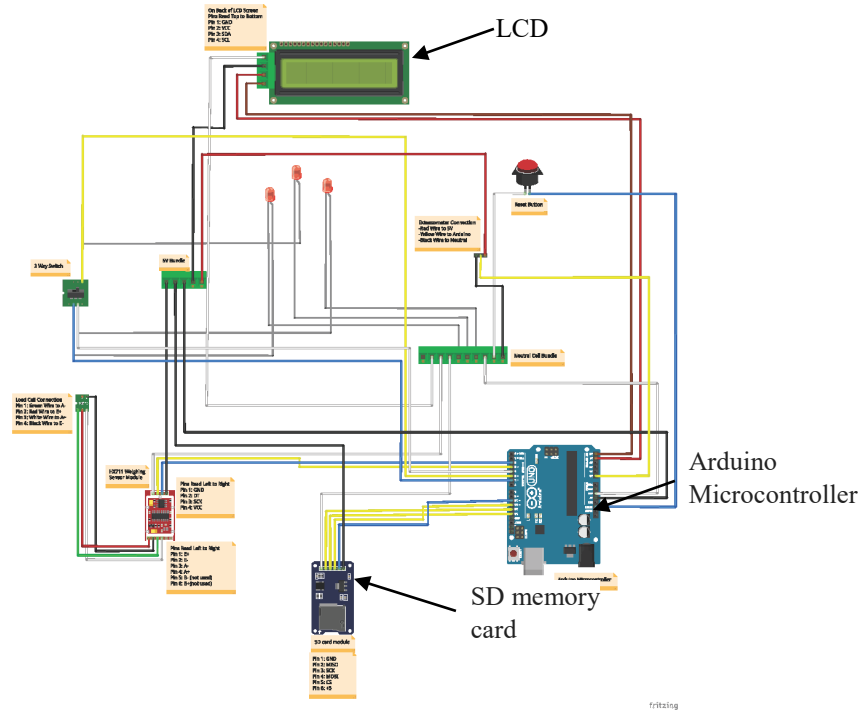 On Back of LCD Screen
Pins Read Top to Bottom
Pin 1: GND
Pin 2: VCC
Pin 3: SDA
Pin 4: SCL
LCD
Reset Button
Extensometer Connection
-Red Wire to 5V
-Yellow Wire to Arduino
-Black Wire to Neutral
3 Way Switch
5V Bundle
Neutral Cell Bundle
Load Cell Connection
Pin 1: Green Wire to A-
Pin 2: Red Wire to E+
Pin 3: White Wire to A+
Pin 4: Black Wire to E-
HX711 Weighing
Sensor Module
Pins Read Left to Right
Pin 1: GND
Pin 2: DT
Pin 3: SCK
Pin 4: VCC
Arduino
Microcontroller
UNO
Pins Read Left to Right
Pin 1: E+
Pin 2: E-
Pin 3: A-
Pin 4: A+
Pin 5: B- (not used)
Pin 6: B+(not used)
Arduino Microcontroller
SD memory
card
SD card module
Pin 1: GND
Pin 2: MISO
Pin 3: SCK
Pin 4: MOSI
Pin 5: CS
Pin 6: +5
fritzing